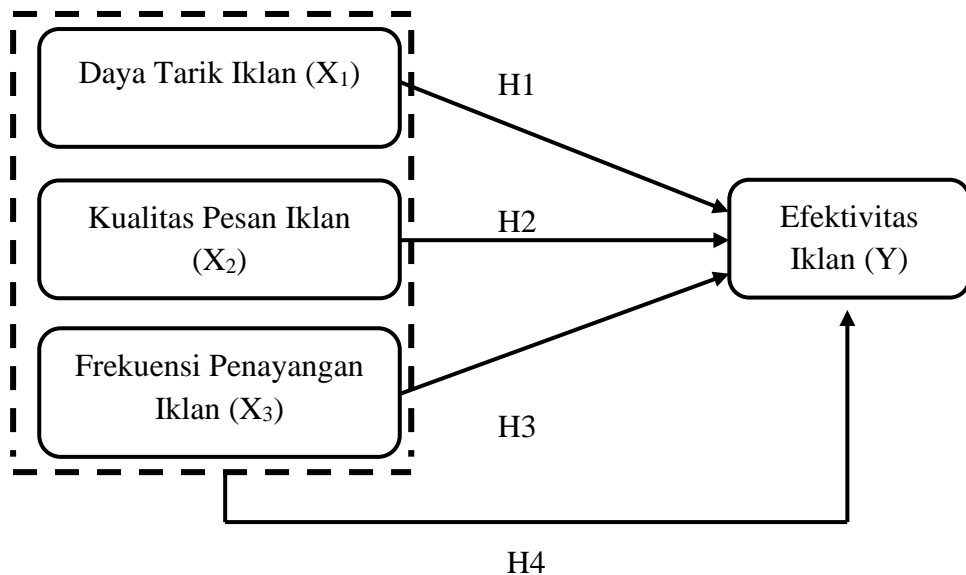 Daya Tarik Iklan (X₁)
H1
Kualitas Pesan Iklan
(X₂)
H2
Efektivitas
Iklan (Y)
Frekuensi Penayangan
Iklan (X₃)
H3
H4